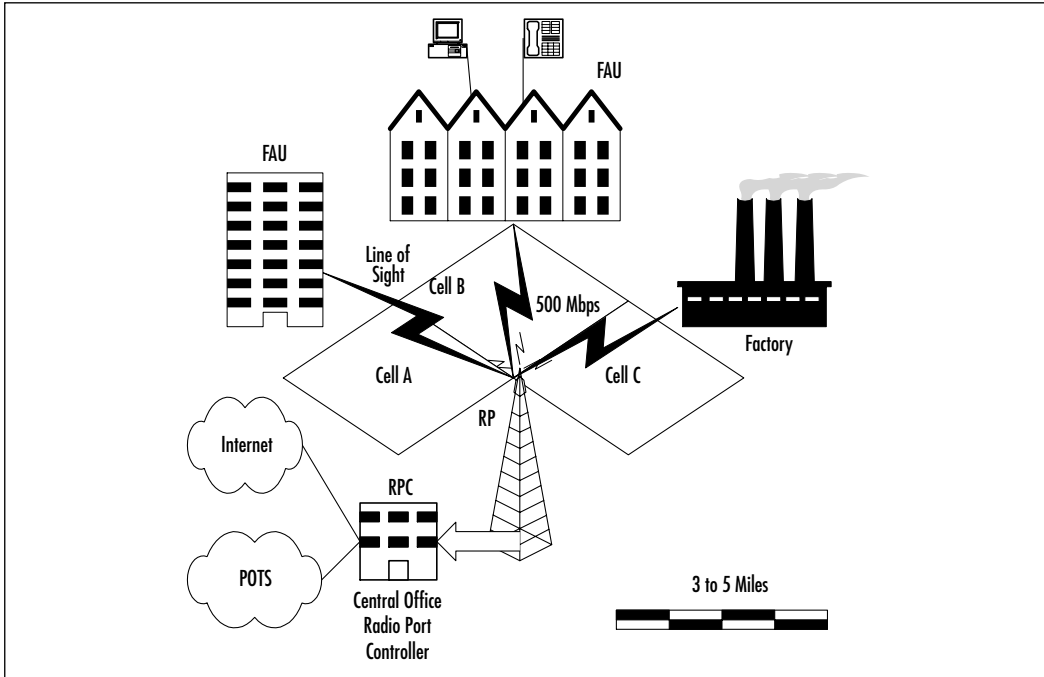 FAU
FAU
Line of
Sight
Cell B
500 Mbps
Factory
Cell A
Cell C
RP
Internet
RPC
POTS
3 to 5 Miles
Central Office
Radio Port
Controller